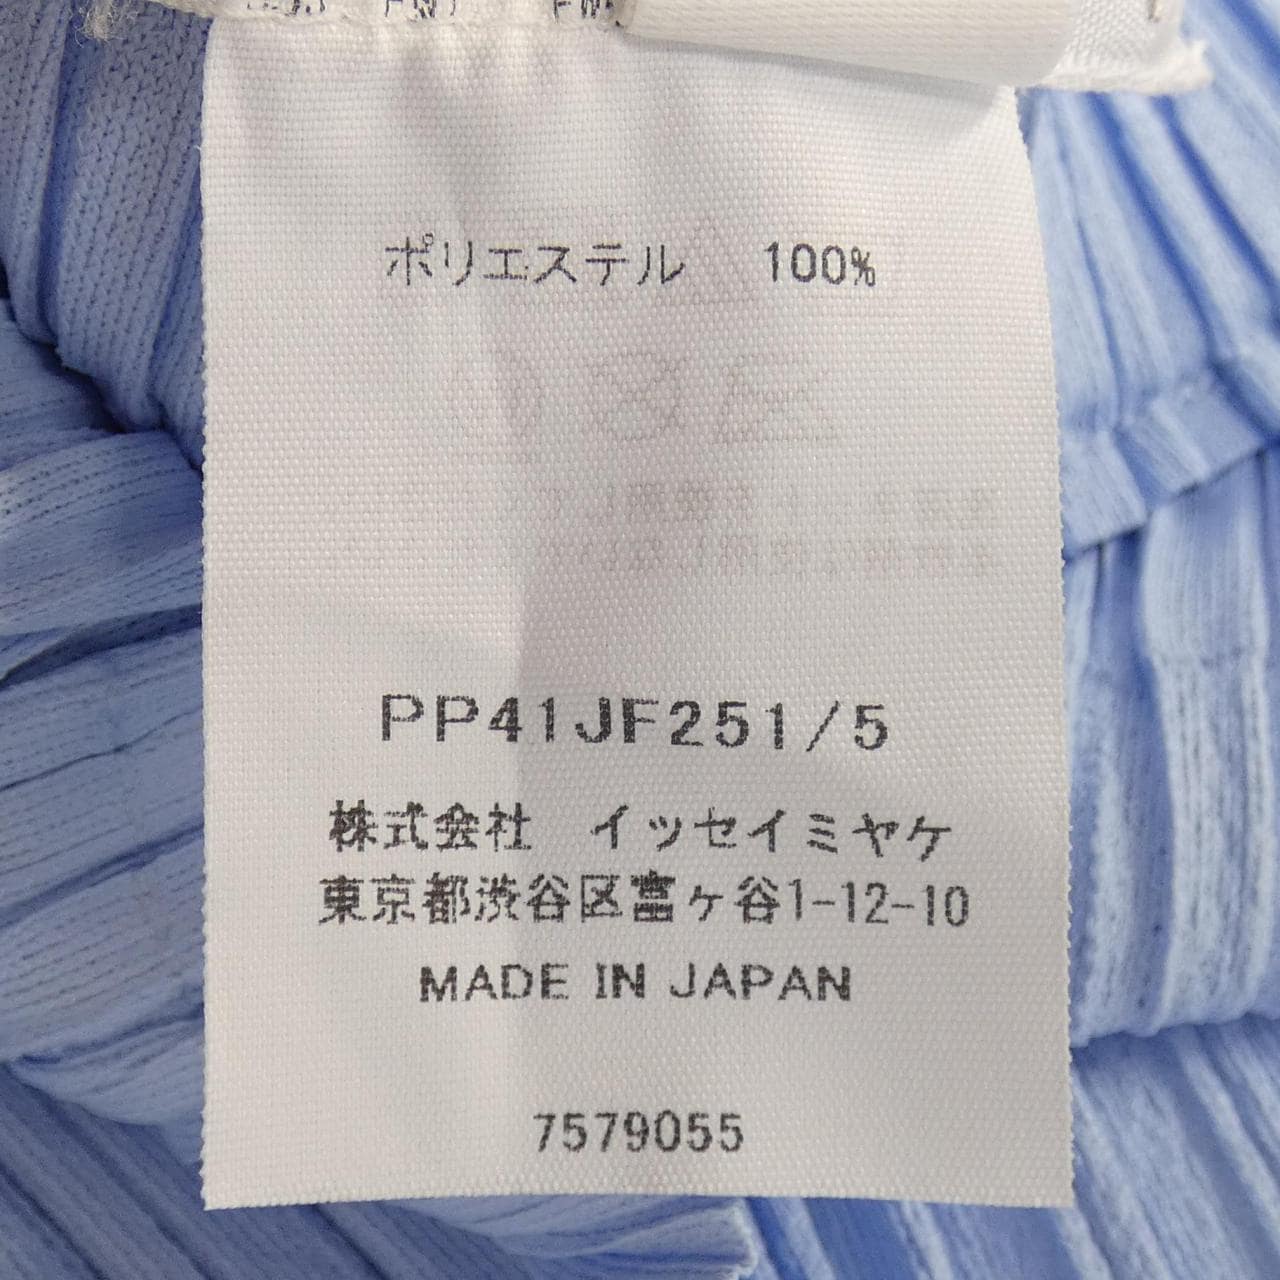 ポリエステル 100%
PP41JF251/5
株式会社 イッセイミヤケ
東京都渋谷区富ヶ谷1-12-10
MADE IN JAPAN
7579055